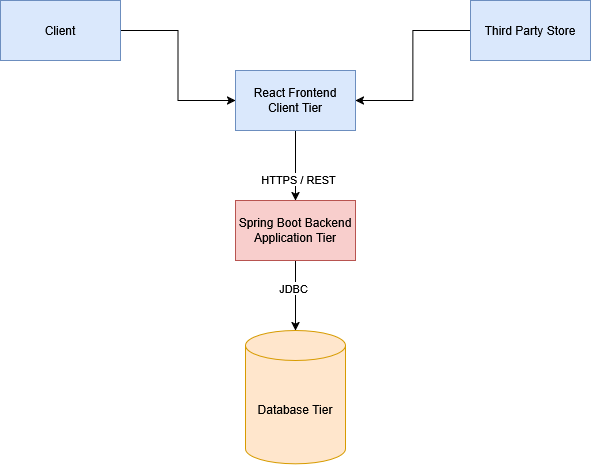 Client
Third Party Store
React Frontend
Client Tier
HTTPS / REST
Spring Boot Backend
Application Tier
JDBC
Database Tier